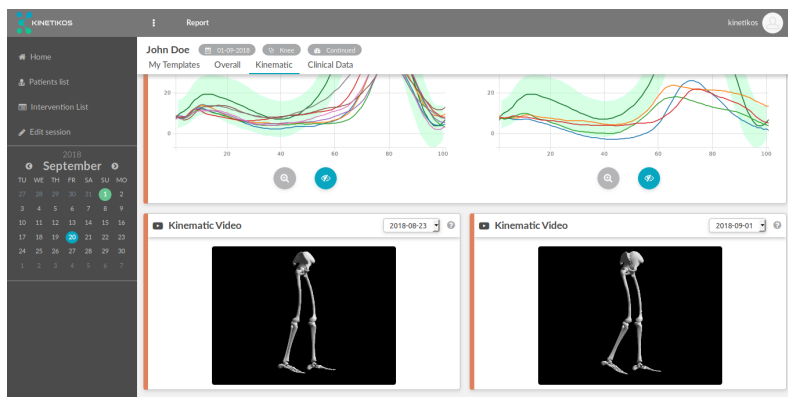 KINETIKOS
Report
kinetikos
Home
Patients list
Intervention List
Edit session
2018
September
TU WE TH FR SA SU MO
27 28 29 30 31 1 2
3 4 5 6 7 8 9
10 11 12 13 14 15 16
17 18 19 20 21 22 23
24 25 26 27 28 29 30
1 2 3 4 5 6 7
John Doe 01-09-2018 Knee Continued
My Templates Overall Kinematic Clinical Data
20
0
20 40 60 80 100
20
0
20 40 60 80 100
Kinematic Video 2018-08-23
Kinematic Video 2018-09-01